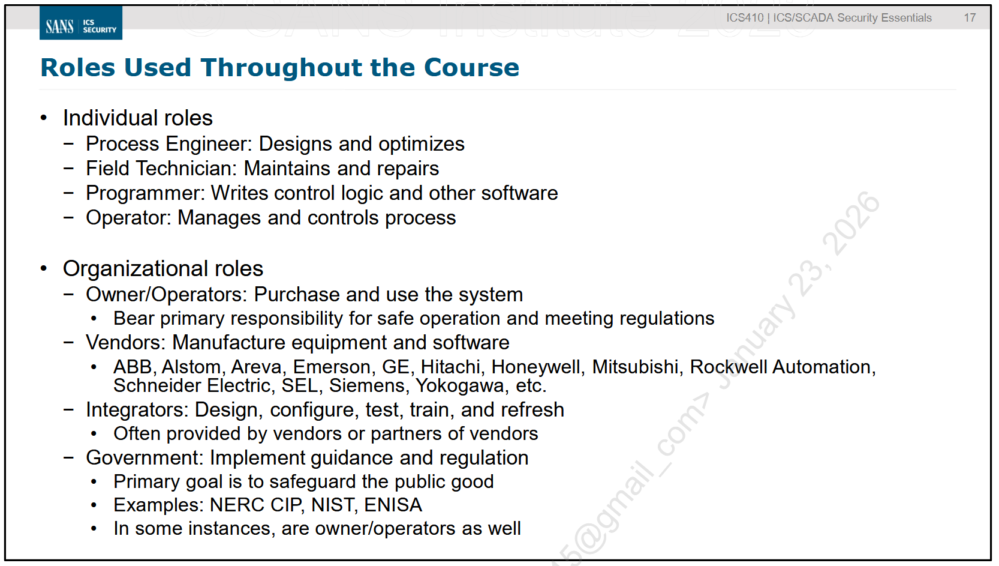 © SANS Institute 2026
SANS ICS SECURITY
ICS410 | ICS/SCADA Security Essentials 17
Roles Used Throughout the Course
• Individual roles
– Process Engineer: Designs and optimizes
– Field Technician: Maintains and repairs
– Programmer: Writes control logic and other software
– Operator: Manages and controls process
• Organizational roles
– Owner/Operators: Purchase and use the system
• Bear primary responsibility for safe operation and meeting regulations
– Vendors: Manufacture equipment and software
• ABB, Alstom, Areva, Emerson, GE, Hitachi, Honeywell, Mitsubishi, Rockwell Automation,
Schneider Electric, SEL, Siemens, Yokogawa, etc.
– Integrators: Design, configure, test, train, and refresh
• Often provided by vendors or partners of vendors
– Government: Implement guidance and regulation
• Primary goal is to safeguard the public good
• Examples: NERC CIP, NIST, ENISA
• In some instances, are owner/operators as well
15@gmail_com> January 23, 2026